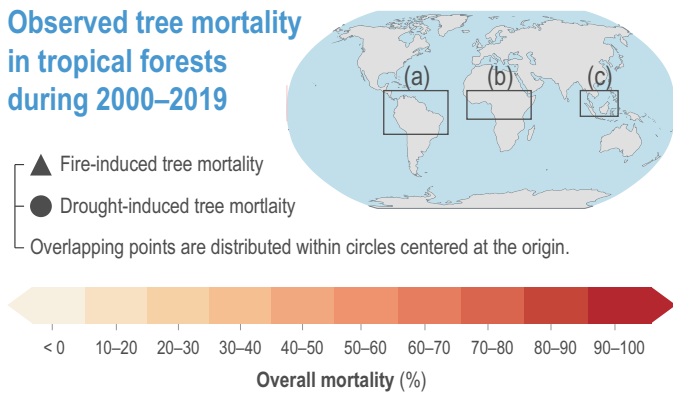 Observed tree mortality
in tropical forests
during 2000–2019
(a)
(b)
(c)
Fire-induced tree mortality
Drought-induced tree mortlaity
Overlapping points are distributed within circles centered at the origin.
< 0 10–20 20–30 30–40 40–50 50–60 60–70 70–80 80–90 90–100
Overall mortality (%)